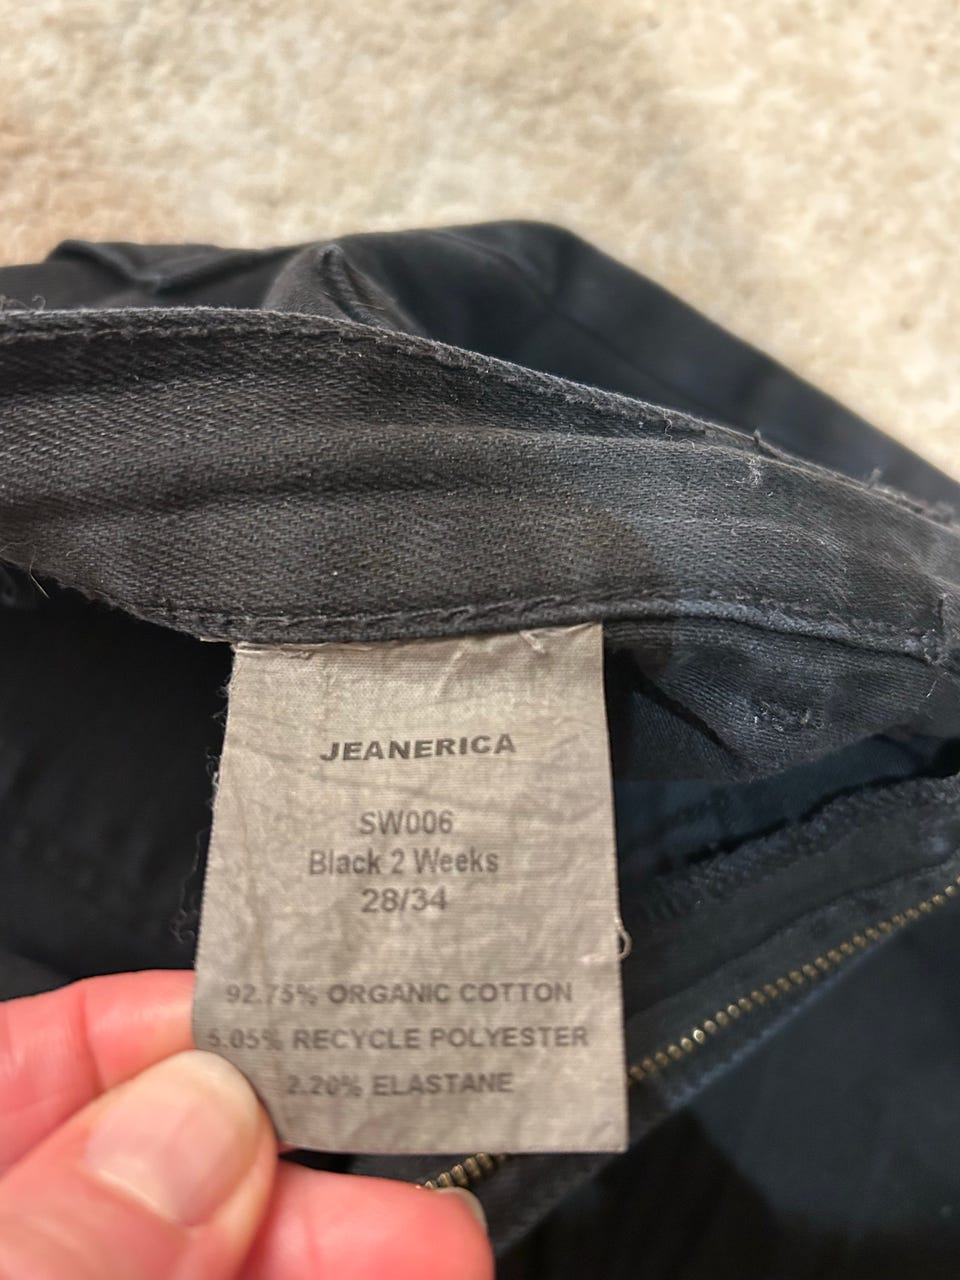 JEANERICA
SW006
Black 2 Weeks
28/34
92.75% ORGANIC COTTON
5.05% RECYCLE POLYESTER
2.20% ELASTANE